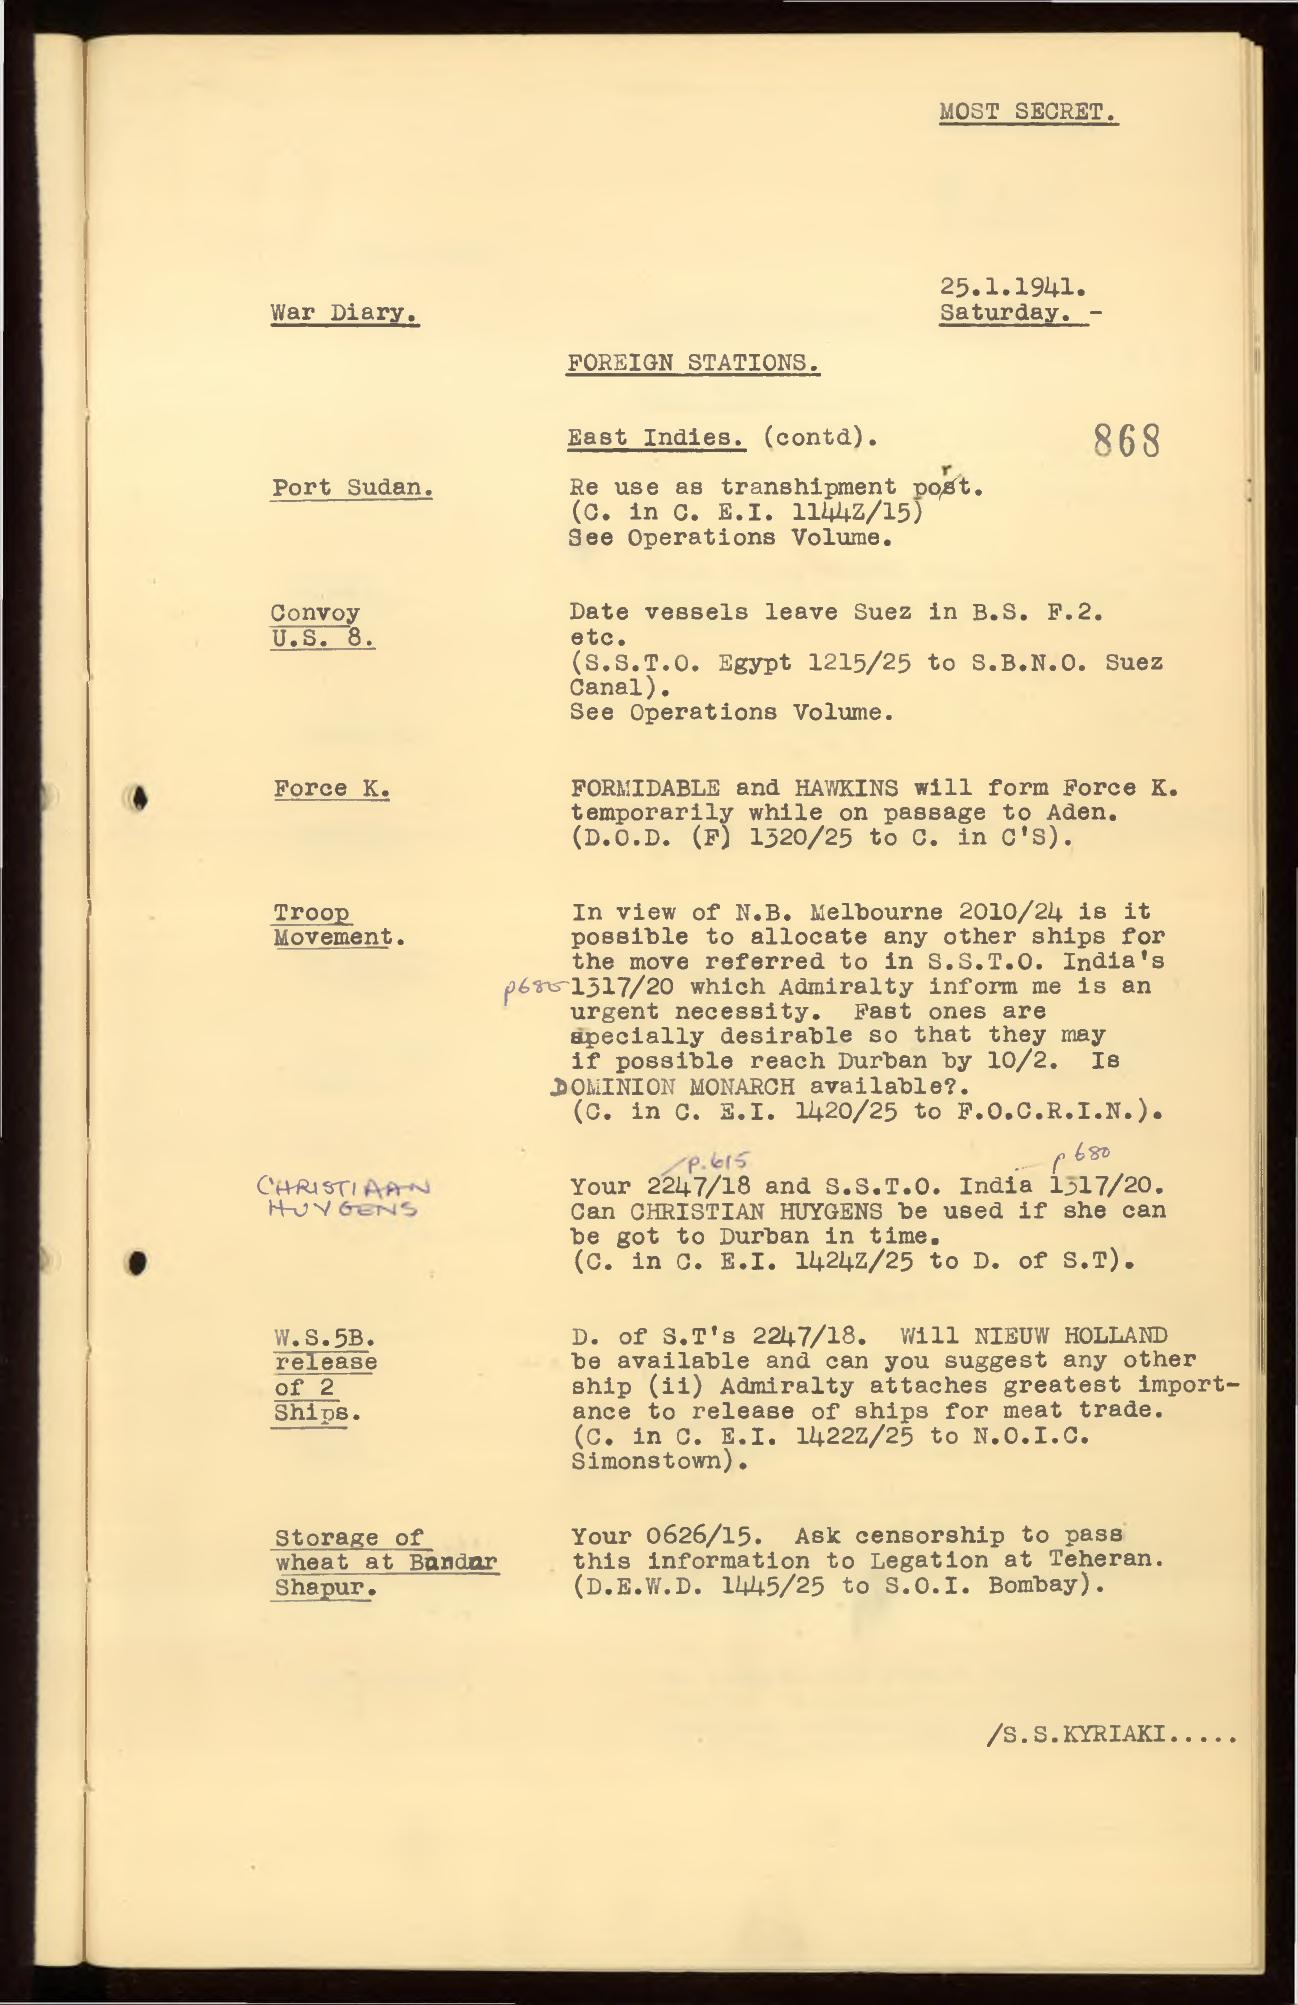 MOST SECRET.
25.1.1941.
War Diary.
Saturday. -
FOREIGN STATIONS.
East Indies. (contd).
868
Port Sudan.
Re use as transhipment port.
(C. in C. E.I. 1144Z/15)
See Operations Volume.
Convoy
U.S. 8.
Date vessels leave Suez in B.S. F.2.
etc.
(S.S.T.O. Egypt 1215/25 to S.B.N.O. Suez
Canal).
See Operations Volume.
Force K.
FORMIDABLE and HAWKINS will form Force K.
temporarily while on passage to Aden.
(D.O.D. (F) 1320/25 to C. in C'S).
Troop
Movement.
In view of N.B. Melbourne 2010/24 is it
possible to allocate any other ships for
the move referred to in S.S.T.O. India's
p680 1317/20 which Admiralty inform me is an
urgent necessity. Fast ones are
specially desirable so that they may
if possible reach Durban by 10/2. Is
DOMINION MONARCH available?.
(C. in C. E.I. 1420/25 to F.O.C.R.I.N.).
CHRISTIAAN
HUYGENS
p.615
p 680
Your 2247/18 and S.S.T.O. India 1317/20.
Can CHRISTIAN HUYGENS be used if she can
be got to Durban in time.
(C. in C. E.I. 1424Z/25 to D. of S.T).
W.S.5B.
release
of 2
Ships.
D. of S.T's 2247/18. Will NIEUW HOLLAND
be available and can you suggest any other
ship (ii) Admiralty attaches greatest import-
ance to release of ships for meat trade.
(C. in C. E.I. 1422Z/25 to N.O.I.C.
Simonstown).
Storage of
wheat at Bandar
Shapur.
Your 0626/15. Ask censorship to pass
this information to Legation at Teheran.
(D.E.W.D. 1445/25 to S.O.I. Bombay).
/S.S.KYRIAKI.....